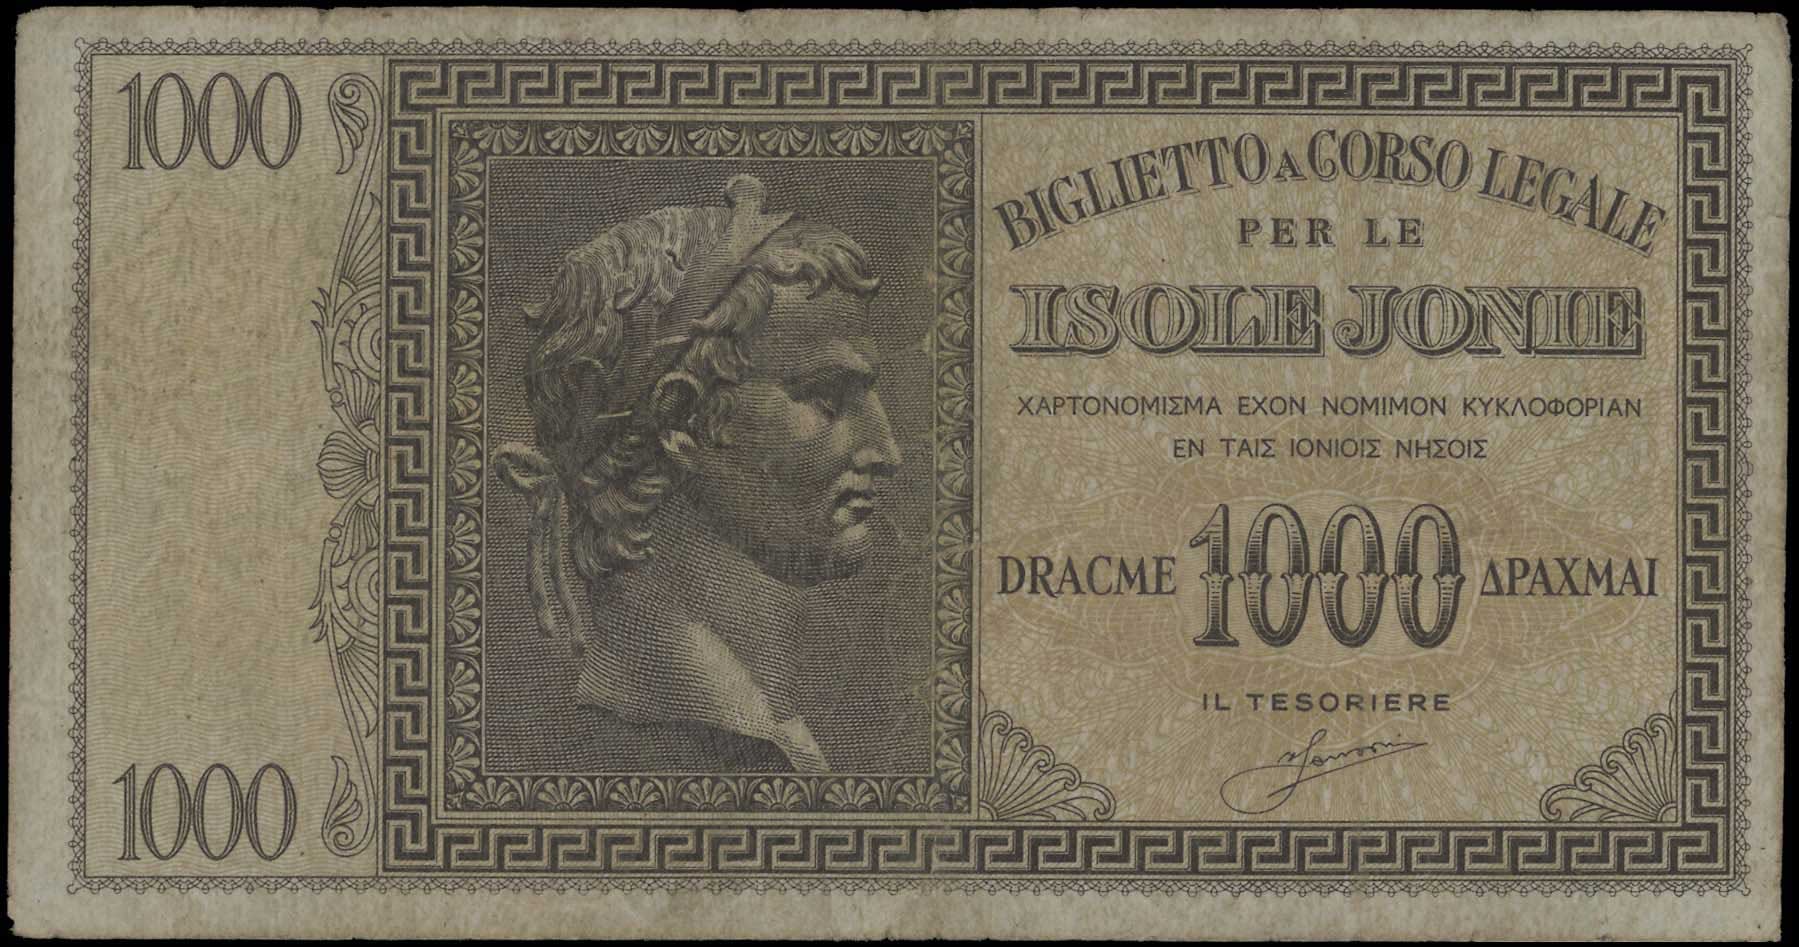 1000
BIGLIETTO A CORSO LEGALE
PER LE
ISOLE JONIE
ΧΑΡΤΟΝΟΜΙΣΜΑ ΕΧΟΝ ΝΟΜΙΜΟΝ ΚΥΚΛΟΦΟΡΙΑΝ
ΕΝ ΤΑΙΣ ΙΟΝΙΟΙΣ ΝΗΣΟΙΣ
DRACME 1000 ΔΡΑΧΜΑΙ
IL TESORIERE
1000